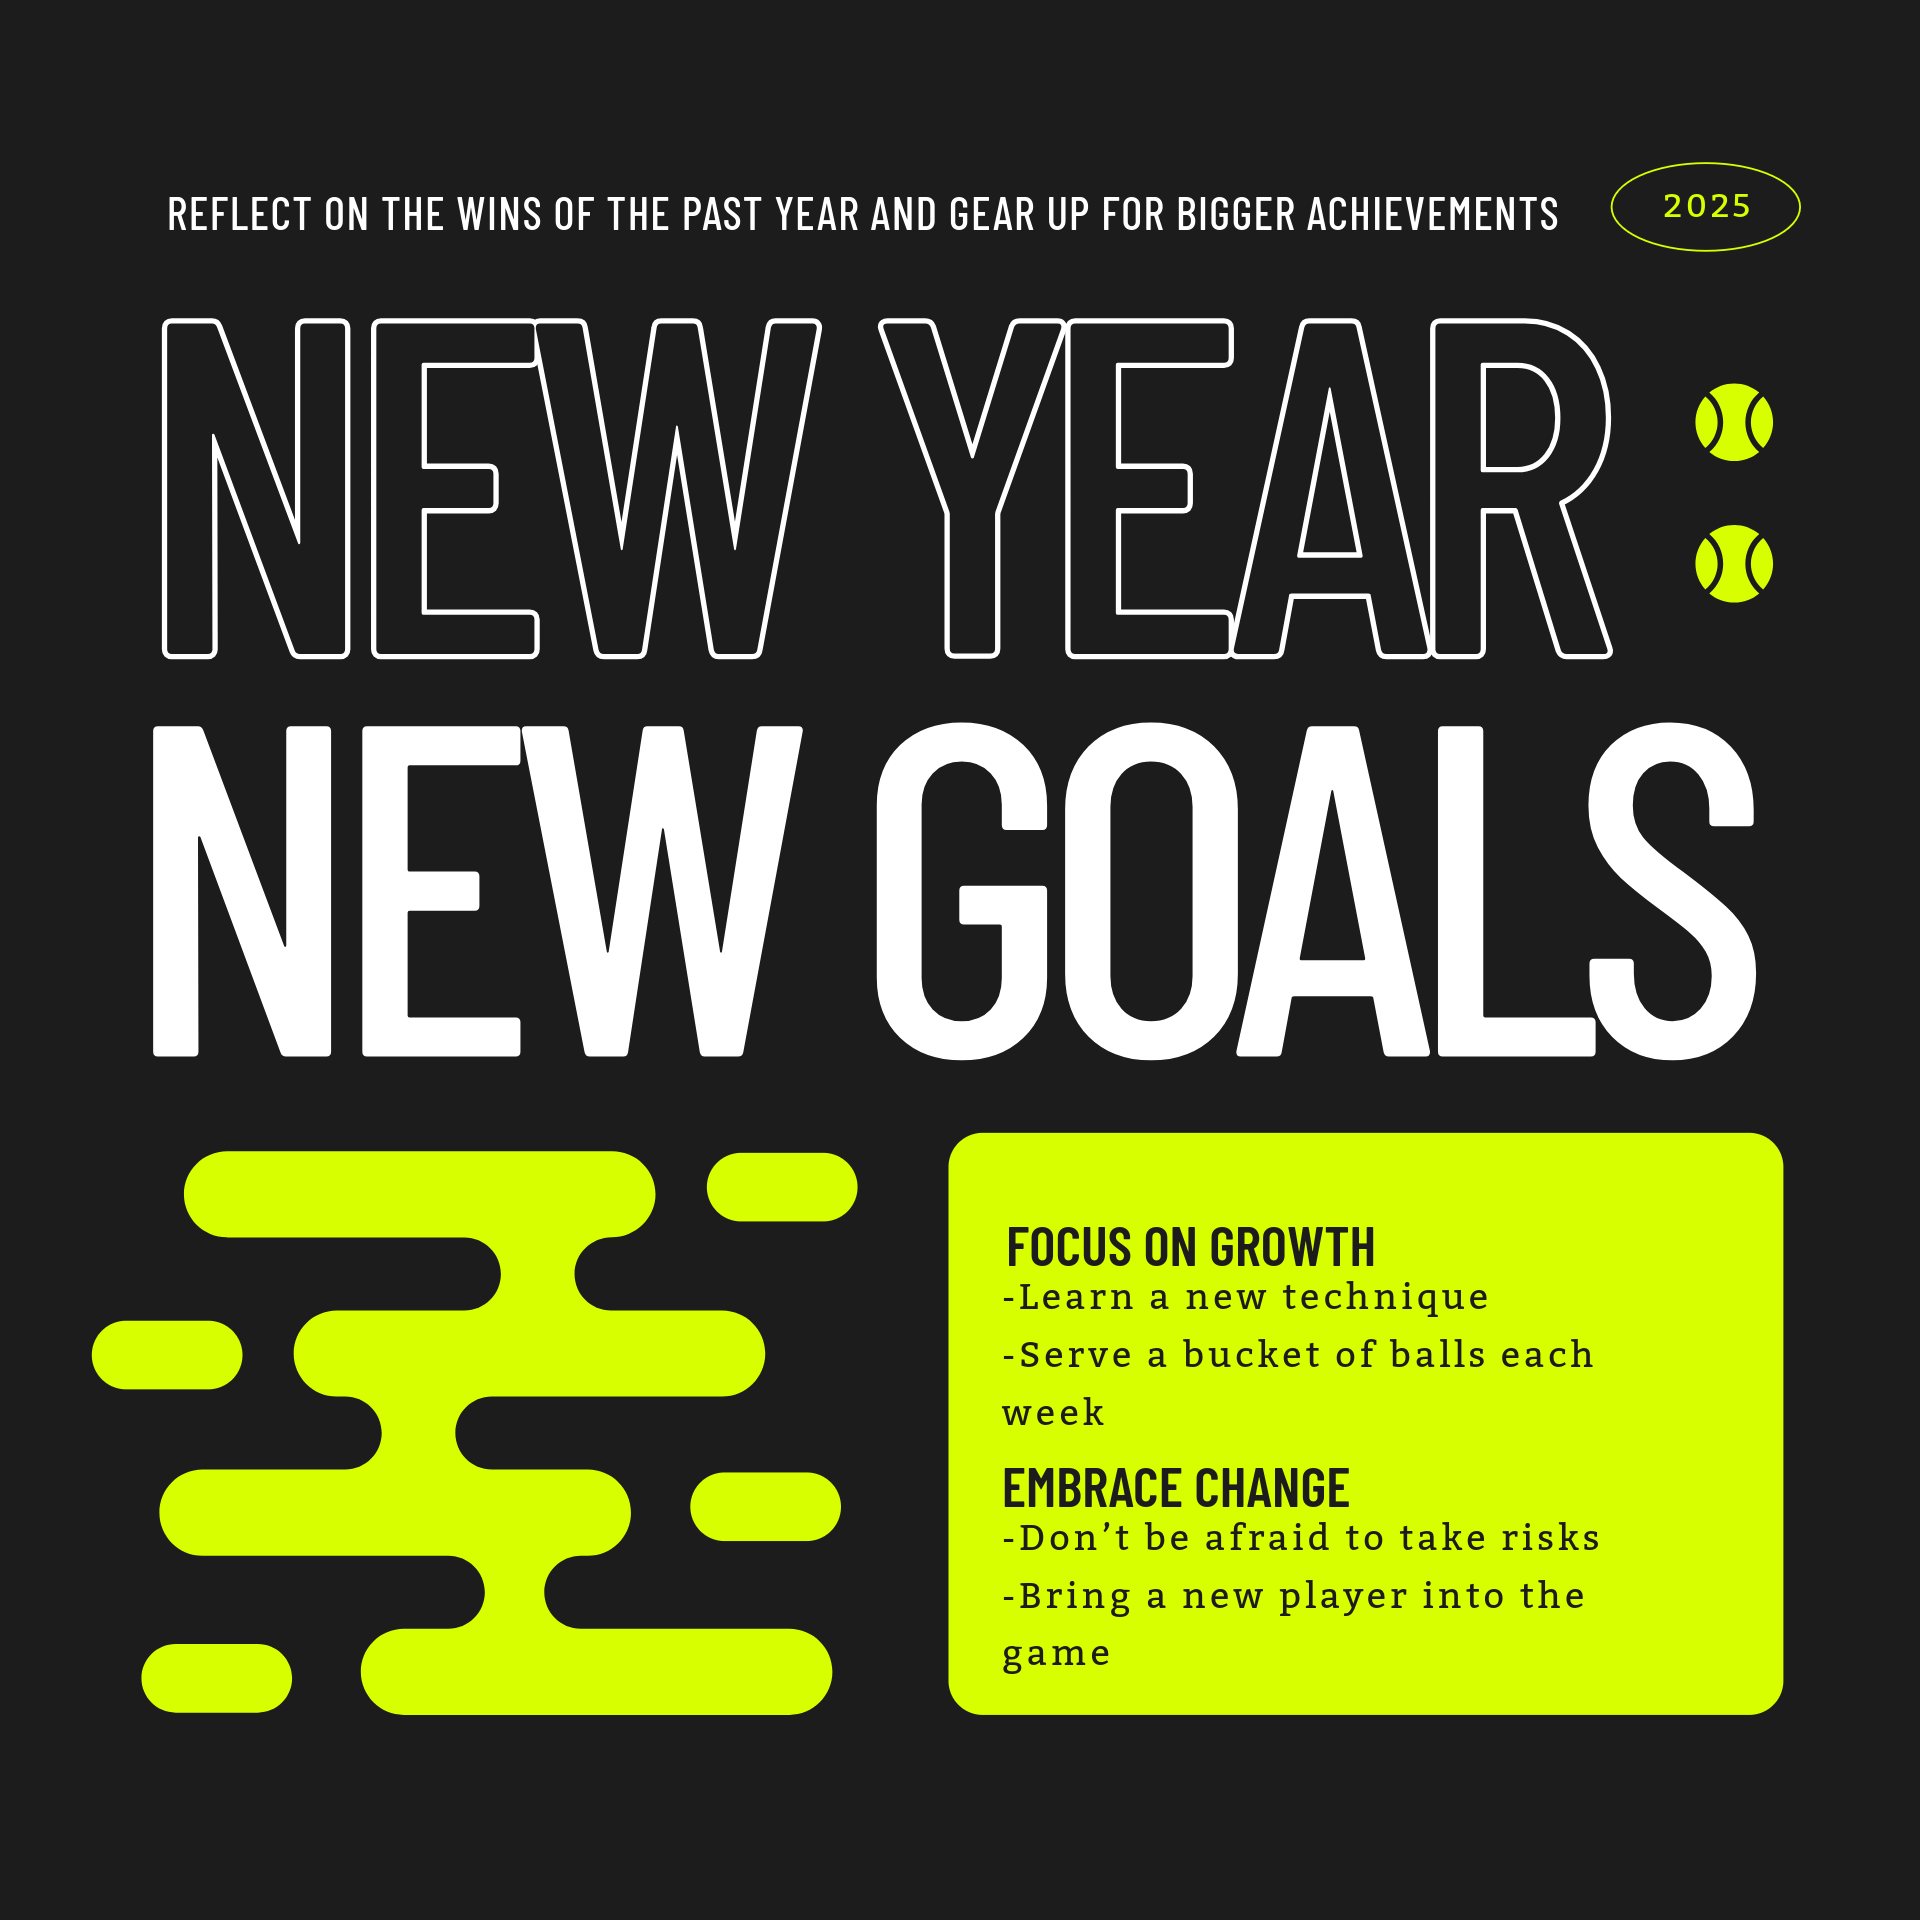 REFLECT ON THE WINS OF THE PAST YEAR AND GEAR UP FOR BIGGER ACHIEVEMENTS
2025
NEW YEAR
NEW GOALS
FOCUS ON GROWTH
-Learn a new technique
-Serve a bucket of balls each
week
EMBRACE CHANGE
-Don’t be afraid to take risks
-Bring a new player into the
game